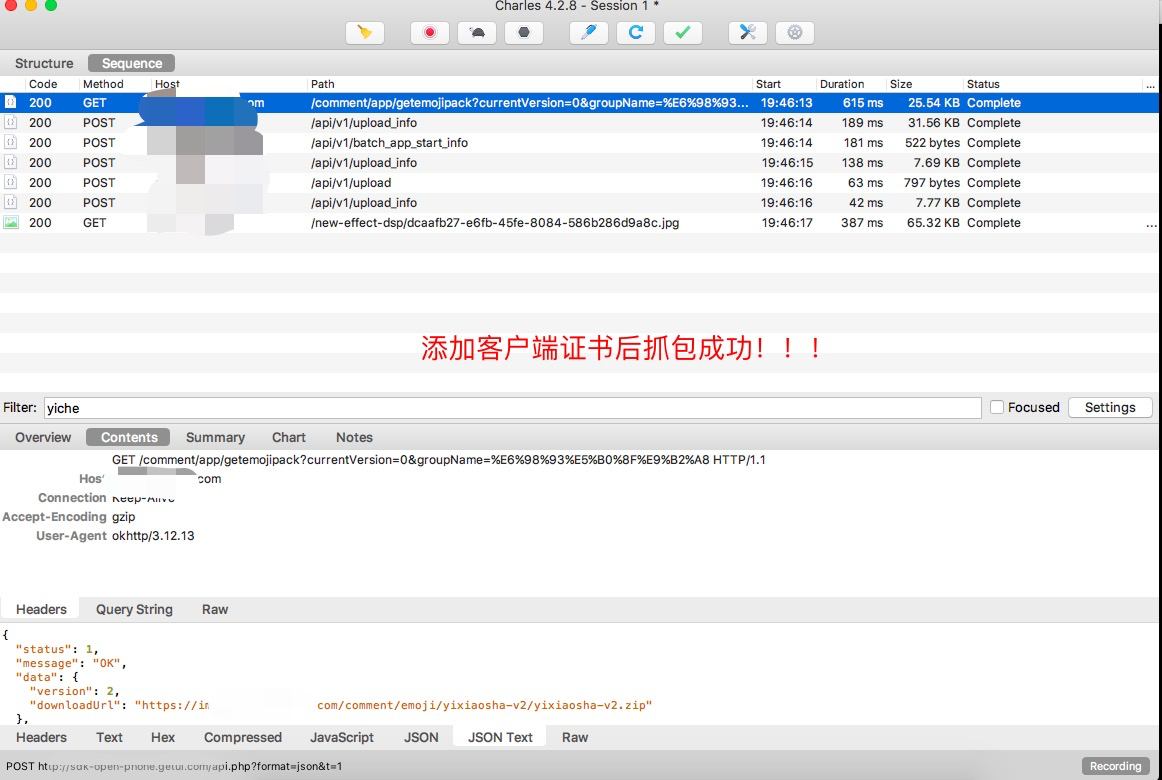 Charles 4.2.8 - Session 1 *
Structure Sequence
Code Method Host Path Start Duration Size Status ...
200 GET om /comment/app/getemojipack?currentVersion=0&groupName=%E6%98%93... 19:46:13 615 ms 25.54 KB Complete
200 POST /api/v1/upload_info 19:46:14 189 ms 31.56 KB Complete
200 POST /api/v1/batch_app_start_info 19:46:14 181 ms 522 bytes Complete
200 POST /api/v1/upload_info 19:46:15 138 ms 7.69 KB Complete
200 POST /api/v1/upload 19:46:16 63 ms 797 bytes Complete
200 POST /api/v1/upload_info 19:46:16 42 ms 7.77 KB Complete
200 GET /new-effect-dsp/dcaafb27-e6fb-45fe-8084-586b286d9a8c.jpg 19:46:17 387 ms 65.32 KB Complete ...
添加客户端证书后抓包成功！！！
Filter: yiche Focused Settings
Overview Contents Summary Chart Notes
GET /comment/app/getemojipack?currentVersion=0&groupName=%E6%98%93%E5%B0%8F%E9%B2%A8 HTTP/1.1
Host com
Connection Keep-Alive
Accept-Encoding gzip
User-Agent okhttp/3.12.13
Headers Query String Raw
{
"status": 1,
"message": "OK",
"data": {
"version": 2,
"downloadUrl": "https://im com/comment/emoji/yixiaosha-v2/yixiaosha-v2.zip"
},
Headers Text Hex Compressed JavaScript JSON JSON Text Raw
POST http://sdk-open-phone.getui.com/api.php?format=json&t=1 Recording